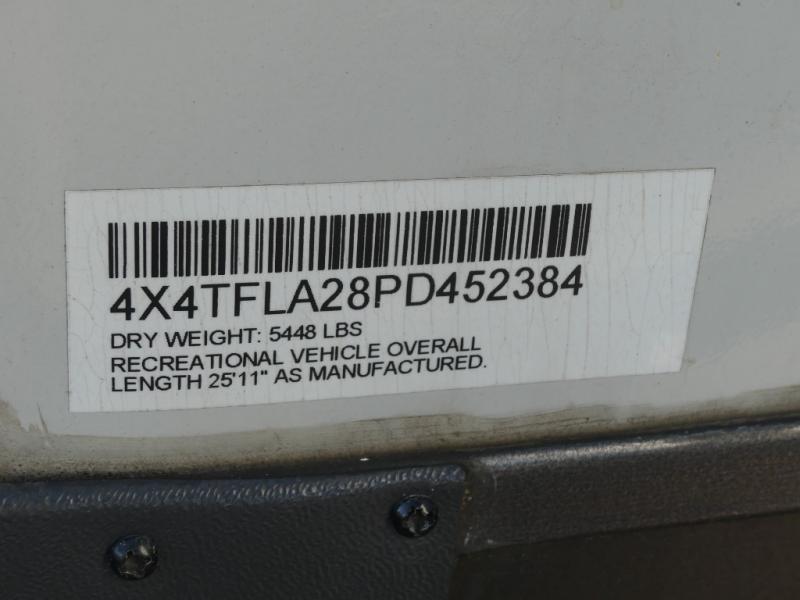 4X4TFLA28PD452384
DRY WEIGHT: 5448 LBS
RECREATIONAL VEHICLE OVERALL
LENGTH 25'11" AS MANUFACTURED.